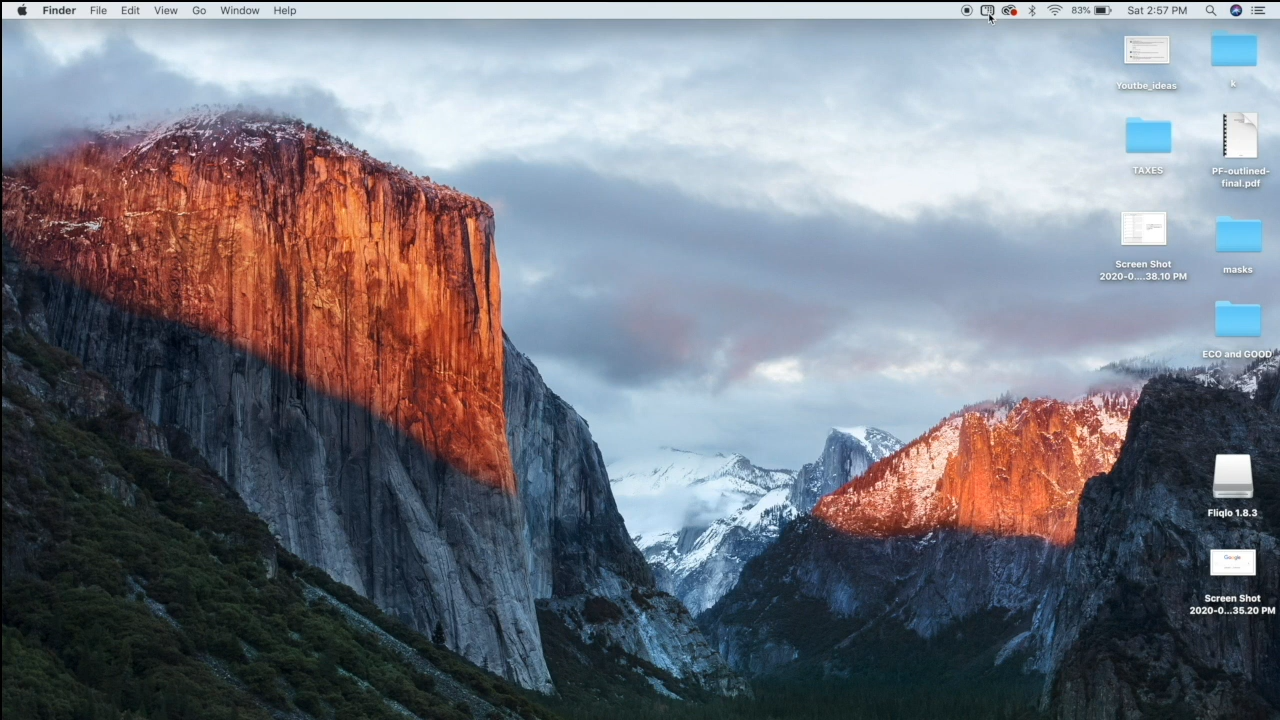 Finder File Edit View Go Window Help 83% Sat 2:57 PM
Youtbe_ideas
k
TAXES
PF-outlined-
final.pdf
Screen Shot
2020-0....38.10 PM
masks
ECO and GOOD
Fliqlo 1.8.3
Google
Screen Shot
2020-0...35.20 PM